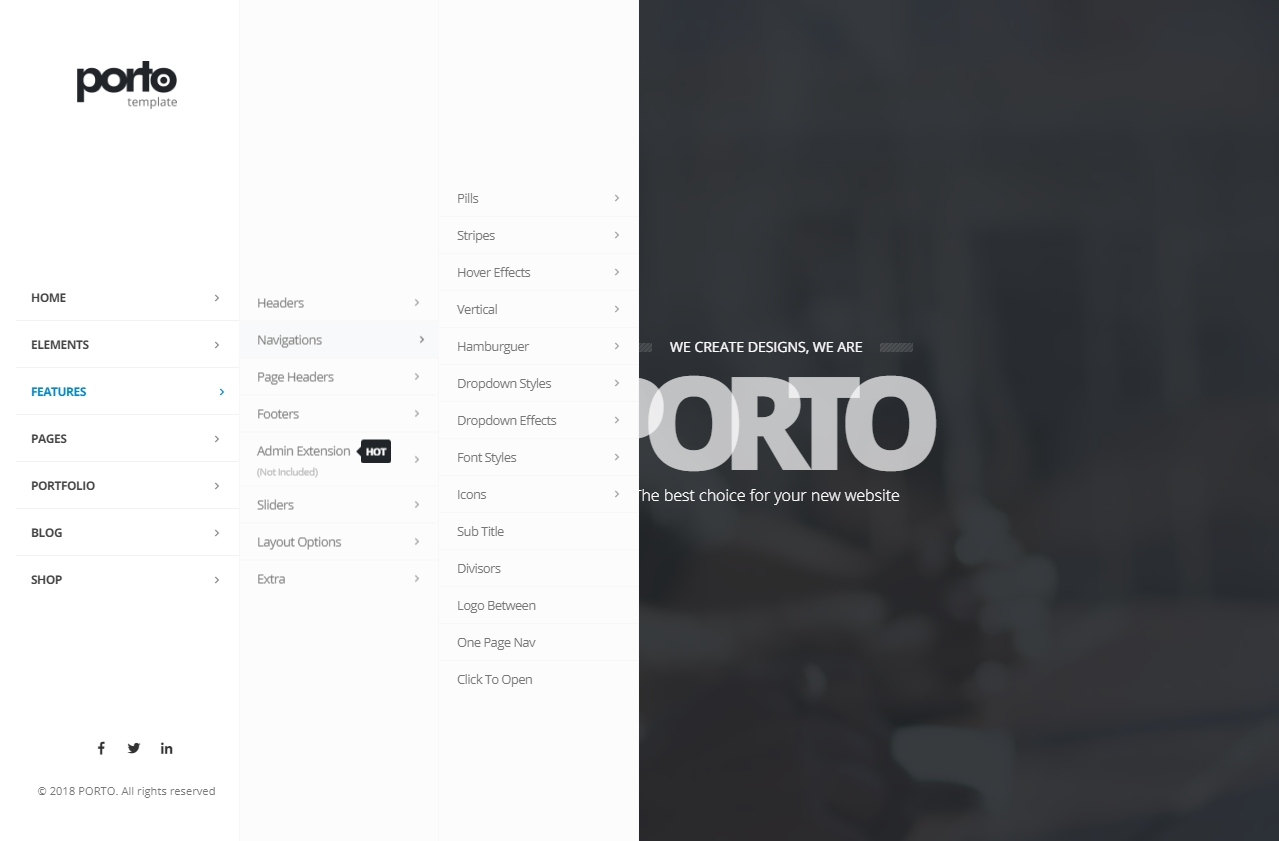 porto
template
HOME
ELEMENTS
FEATURES
PAGES
PORTFOLIO
BLOG
SHOP
© 2018 PORTO. All rights reserved
Headers
Navigations
Page Headers
Footers
Admin Extension HOT
(Not Included)
Sliders
Layout Options
Extra
Pills
Stripes
Hover Effects
Vertical
Hamburguer
Dropdown Styles
Dropdown Effects
Font Styles
Icons
Sub Title
Divisors
Logo Between
One Page Nav
Click To Open
WE CREATE DESIGNS, WE ARE
PORTO
The best choice for your new website